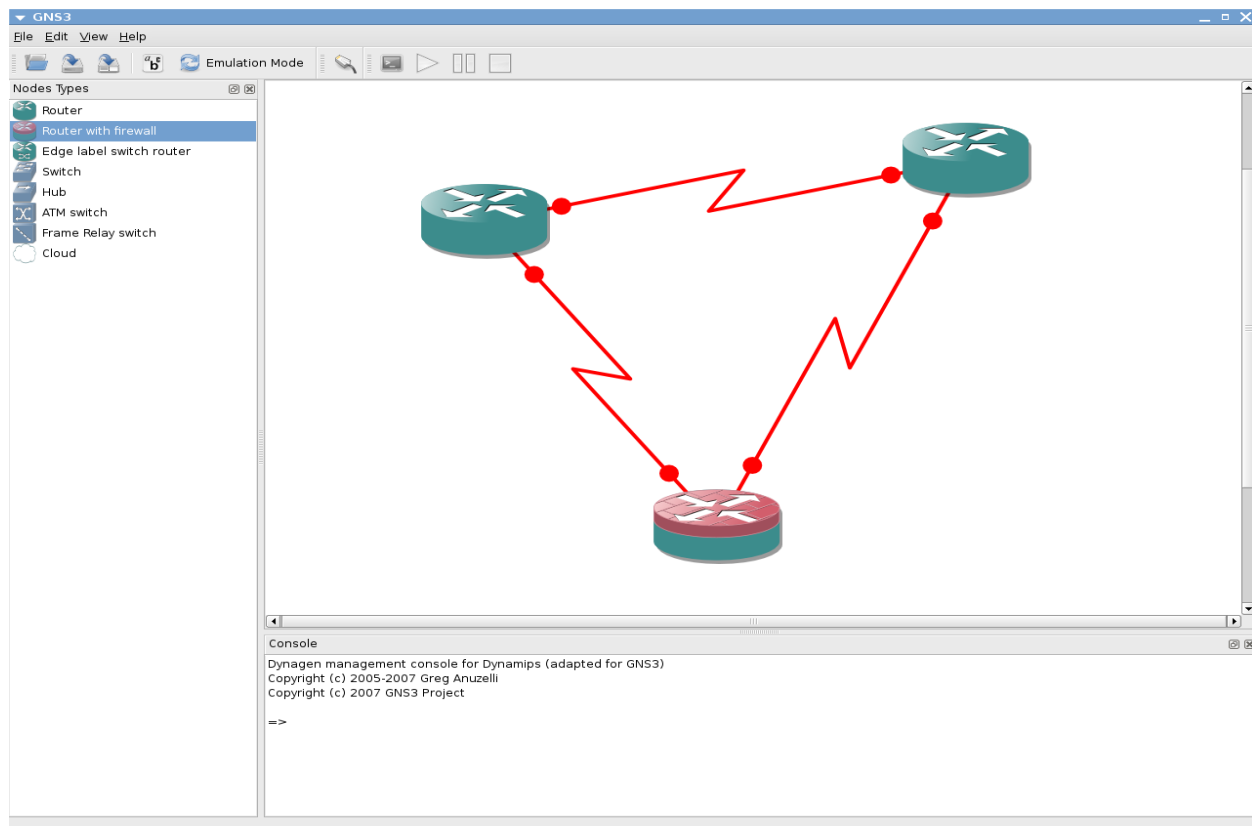 GNS3
File Edit View Help
Emulation Mode
Nodes Types
Router
Router with firewall
Edge label switch router
Switch
Hub
ATM switch
Frame Relay switch
Cloud
Console
Dynagen management console for Dynamips (adapted for GNS3)
Copyright (c) 2005-2007 Greg Anuzelli
Copyright (c) 2007 GNS3 Project
=>